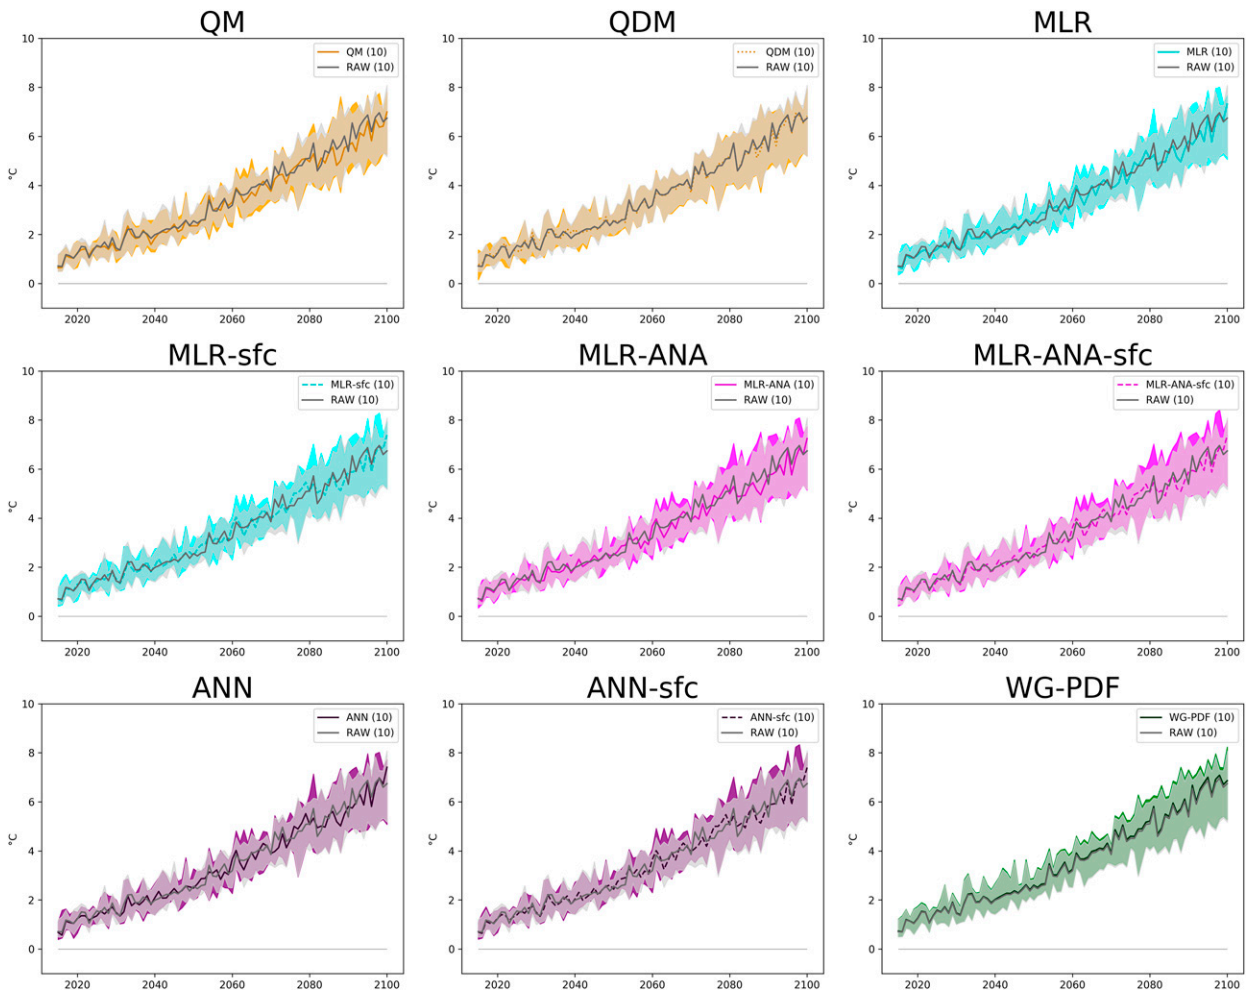 QM
QDM
MLR
QM (10)
RAW (10)
QDM (10)
RAW (10)
MLR (10)
RAW (10)
10
8
6
4
2
0
°C
2020 2040 2060 2080 2100
10
8
6
4
2
0
°C
2020 2040 2060 2080 2100
10
8
6
4
2
0
°C
2020 2040 2060 2080 2100
MLR-sfc
MLR-ANA
MLR-ANA-sfc
MLR-sfc (10)
RAW (10)
MLR-ANA (10)
RAW (10)
MLR-ANA-sfc (10)
RAW (10)
10
8
6
4
2
0
°C
2020 2040 2060 2080 2100
10
8
6
4
2
0
°C
2020 2040 2060 2080 2100
10
8
6
4
2
0
°C
2020 2040 2060 2080 2100
ANN
ANN-sfc
WG-PDF
ANN (10)
RAW (10)
ANN-sfc (10)
RAW (10)
WG-PDF (10)
RAW (10)
10
8
6
4
2
0
°C
2020 2040 2060 2080 2100
10
8
6
4
2
0
°C
2020 2040 2060 2080 2100
10
8
6
4
2
0
°C
2020 2040 2060 2080 2100